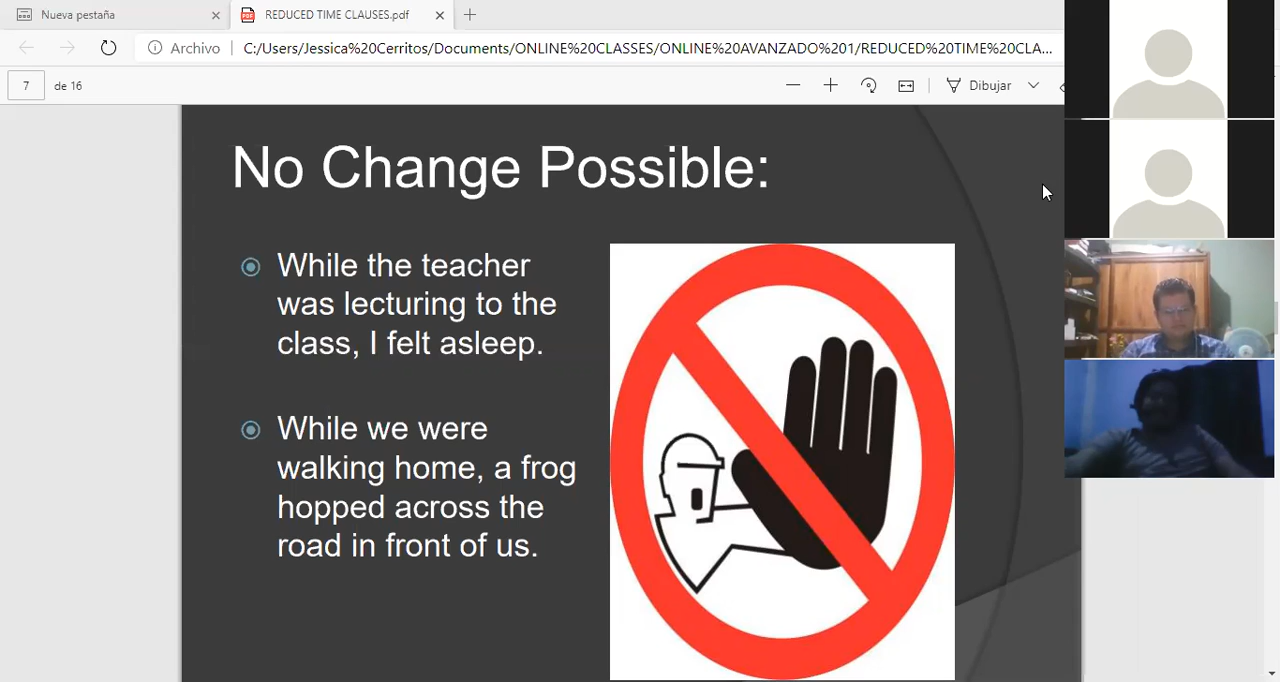 Nueva pestaña
REDUCED TIME CLAUSES.pdf
Archivo
C:/Users/Jessica%20Cerritos/Documents/ONLINE%20CLASSES/ONLINE%20AVANZADO%201/REDUCED%20TIME%20CLA...
7 de 16
Dibujar
No Change Possible:
While the teacher
was lecturing to the
class, I felt asleep.
While we were
walking home, a frog
hopped across the
road in front of us.